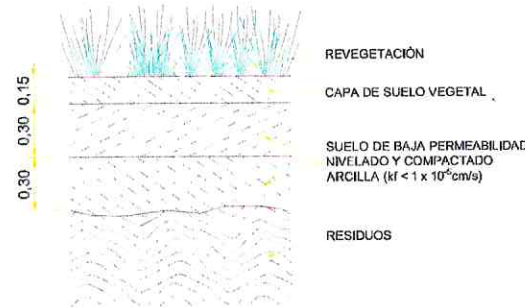 REVEGETACIÓN
0,15
CAPA DE SUELO VEGETAL
0,30
SUELO DE BAJA PERMEABILIDAD
NIVELADO Y COMPACTADO
ARCILLA (kf < 1 x 10⁻⁶cm/s)
0,30
RESIDUOS